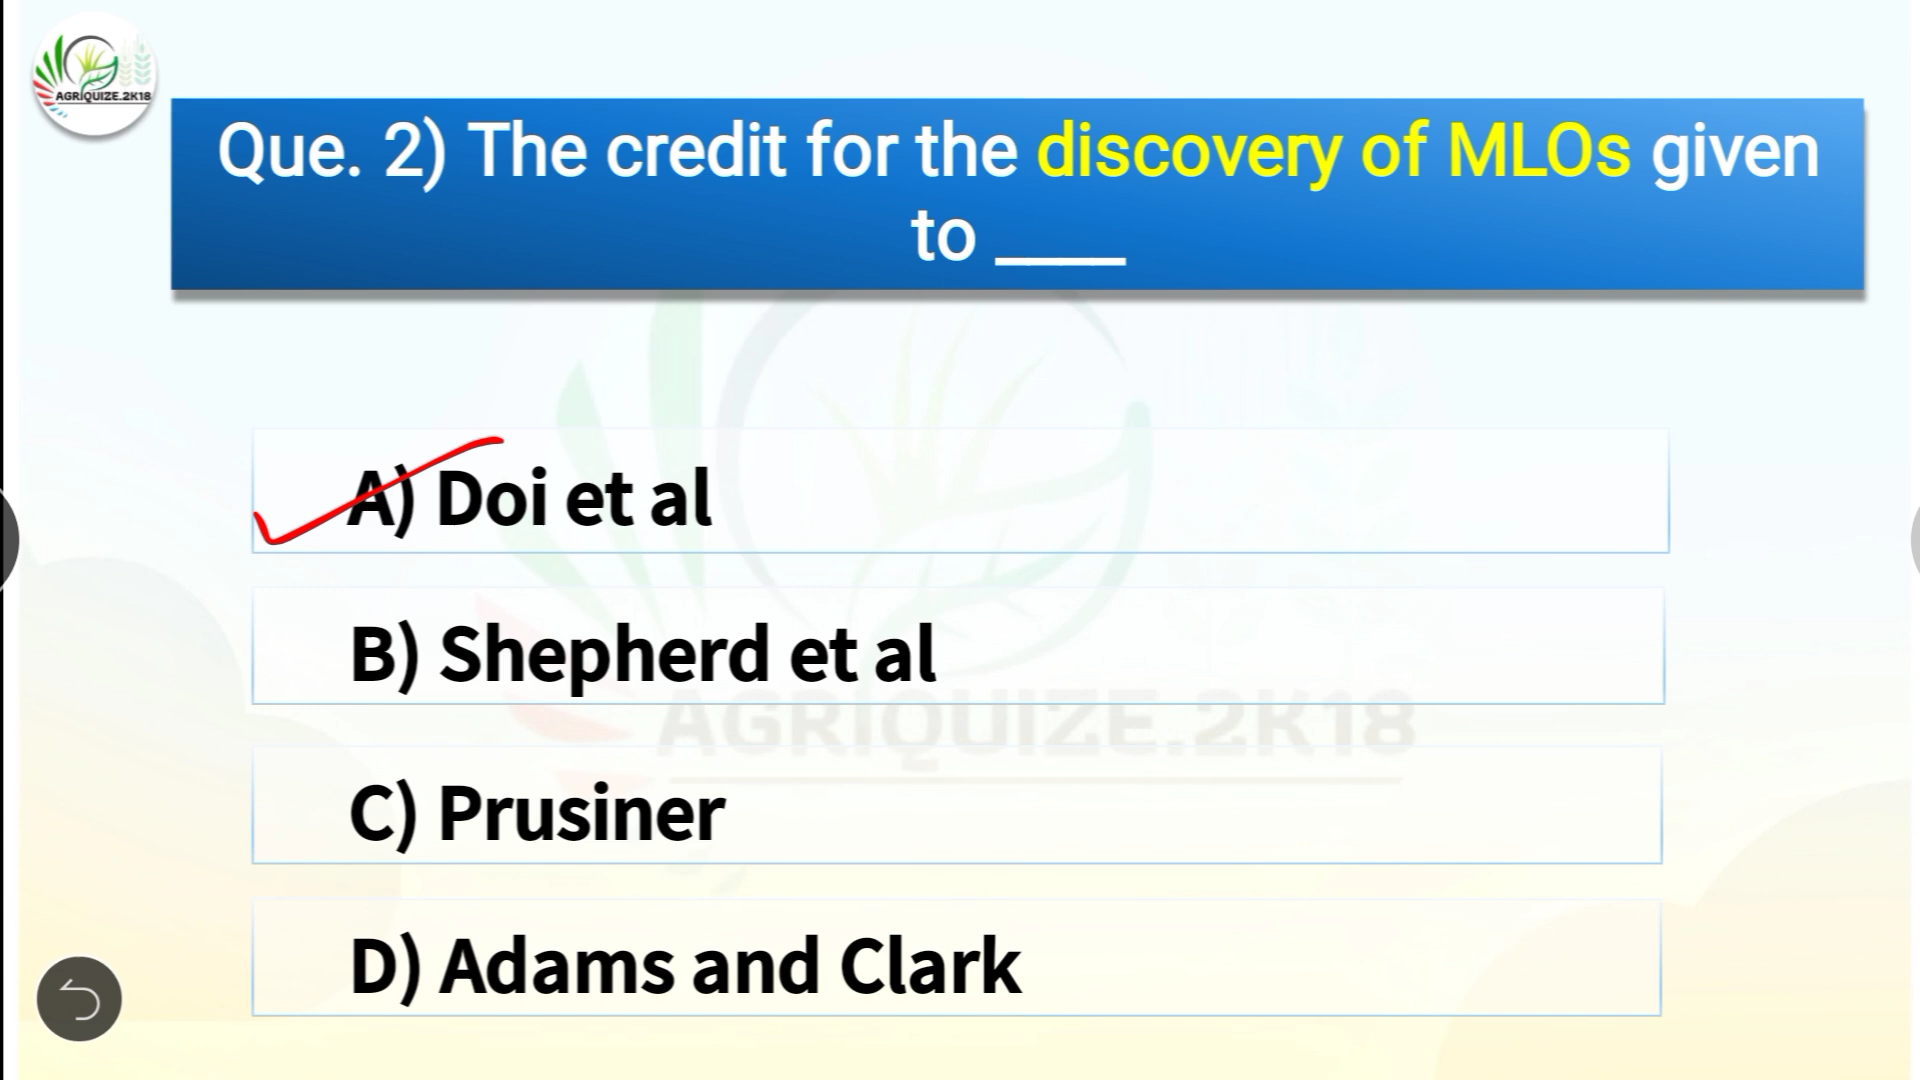 AGRIQUIZE.2K18
Que. 2) The credit for the discovery of MLOs given
to ____
A) Doi et al
B) Shepherd et al
AGRIQUIZE.2K18
C) Prusiner
D) Adams and Clark